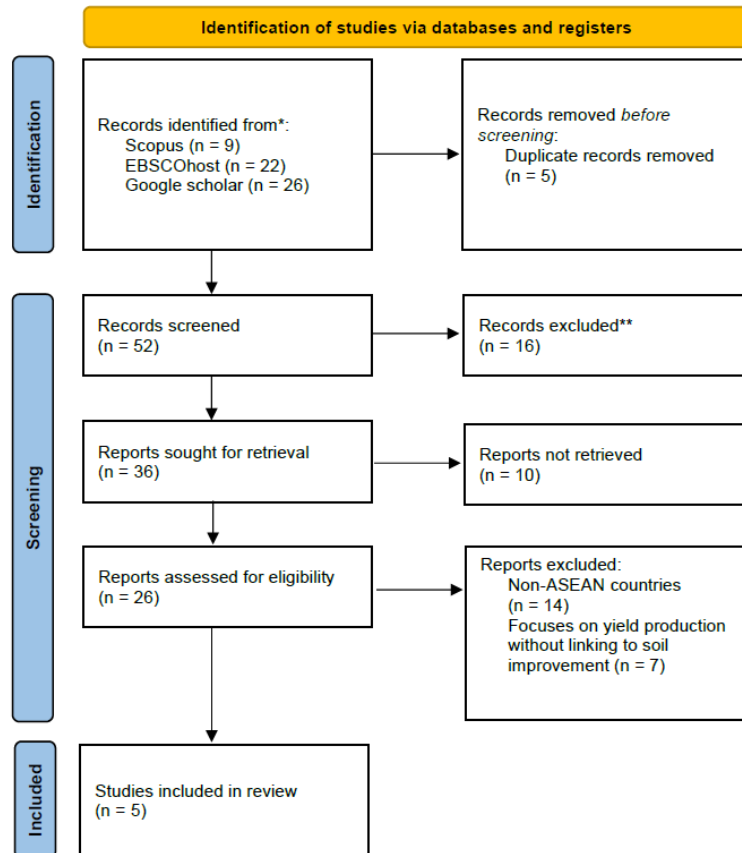 Identification of studies via databases and registers
Identification
Records identified from*:
Scopus (n = 9)
EBSCOhost (n = 22)
Google scholar (n = 26)
Records removed before
screening:
Duplicate records removed
(n = 5)
Screening
Records screened
(n = 52)
Records excluded**
(n = 16)
Reports sought for retrieval
(n = 36)
Reports not retrieved
(n = 10)
Reports assessed for eligibility
(n = 26)
Reports excluded:
Non-ASEAN countries
(n = 14)
Focuses on yield production
without linking to soil
improvement (n = 7)
Included
Studies included in review
(n = 5)